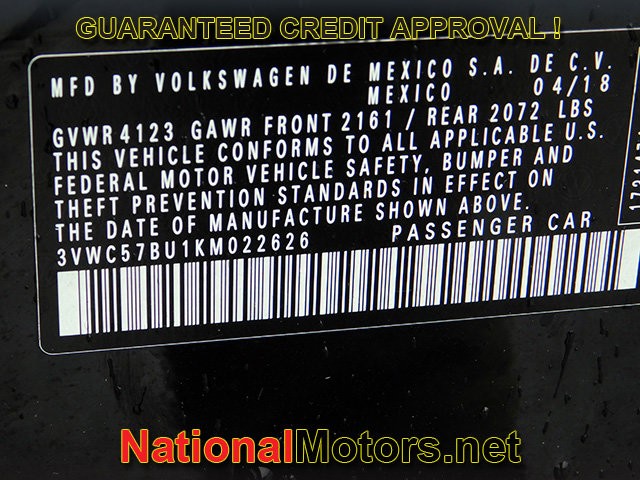 GUARANTEED CREDIT APPROVAL !
MFD BY VOLKSWAGEN DE MEXICO S.A. DE C.V.
MEXICO 04/18
GVWR 4123 GAWR FRONT 2161 / REAR 2072 LBS
THIS VEHICLE CONFORMS TO ALL APPLICABLE U.S.
FEDERAL MOTOR VEHICLE SAFETY, BUMPER AND
THEFT PREVENTION STANDARDS IN EFFECT ON
THE DATE OF MANUFACTURE SHOWN ABOVE.
3VWC57BU1KM022626 PASSENGER CAR
NationalMotors.net